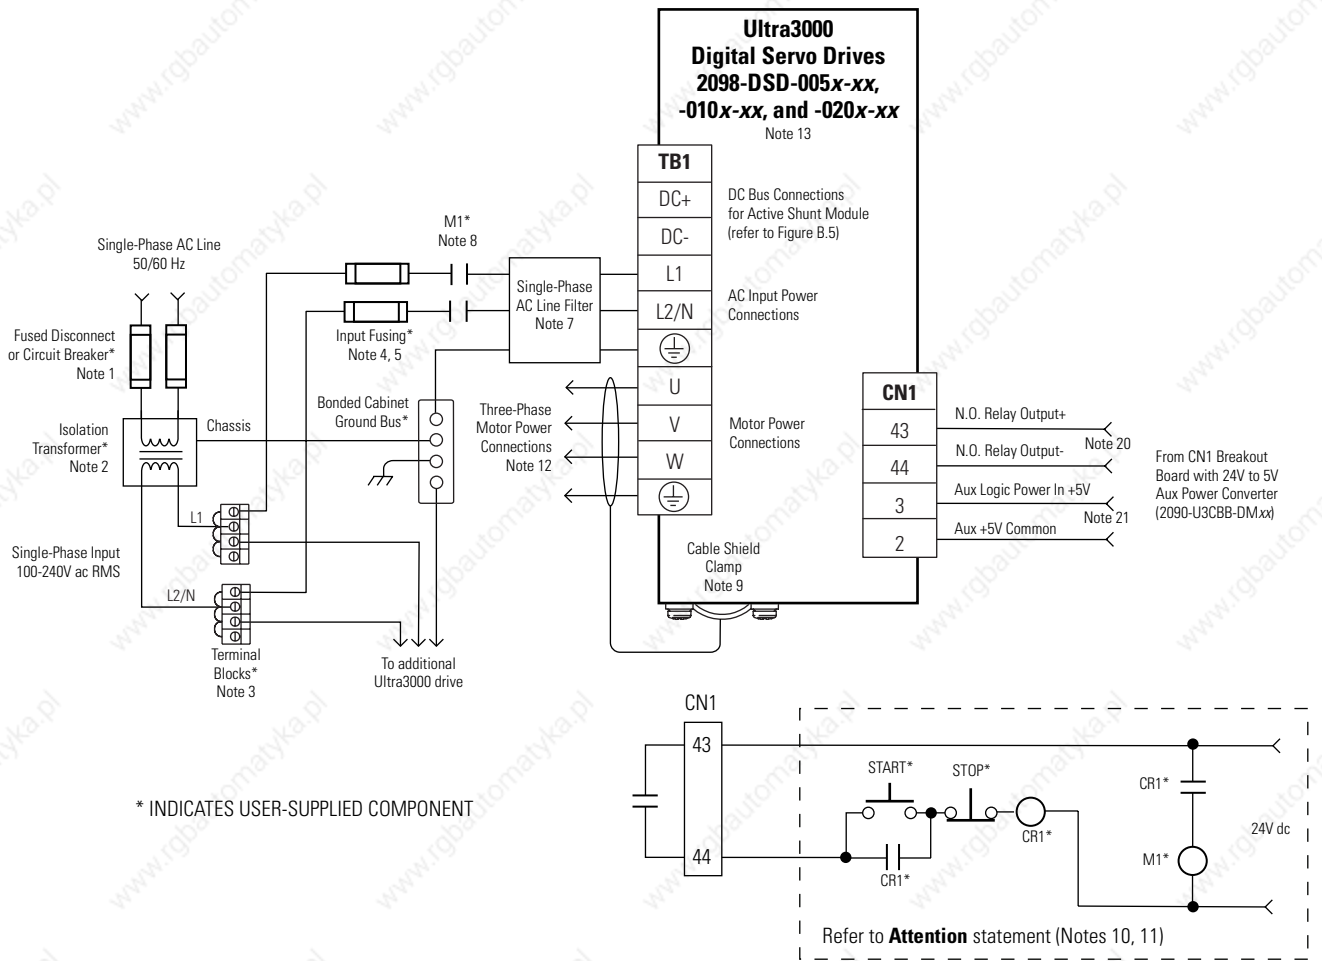 Ultra3000
Digital Servo Drives
2098-DSD-005x-xx,
-010x-xx, and -020x-xx
Note 13
TB1
DC+
DC-
L1
L2/N
U
V
W
DC Bus Connections
for Active Shunt Module
(refer to Figure B.5)
AC Input Power
Connections
Motor Power
Connections
M1*
Note 8
Single-Phase AC Line
50/60 Hz
Single-Phase
AC Line Filter
Note 7
Fused Disconnect
or Circuit Breaker*
Note 1
Input Fusing*
Note 4, 5
Bonded Cabinet
Ground Bus*
Chassis
Isolation
Transformer*
Note 2
Three-Phase
Motor Power
Connections
Note 12
CN1
43
44
3
2
N.O. Relay Output+
N.O. Relay Output-
Aux Logic Power In +5V
Aux +5V Common
Note 20
Note 21
From CN1 Breakout
Board with 24V to 5V
Aux Power Converter
(2090-U3CBB-DMxx)
L1
Single-Phase Input
100-240V ac RMS
L2/N
Cable Shield
Clamp
Note 9
Terminal
Blocks*
Note 3
To additional
Ultra3000 drive
CN1
43
44
START*
STOP*
CR1*
CR1*
CR1*
M1*
24V dc
* INDICATES USER-SUPPLIED COMPONENT
Refer to Attention statement (Notes 10, 11)
www.rgbautomatyka.pl